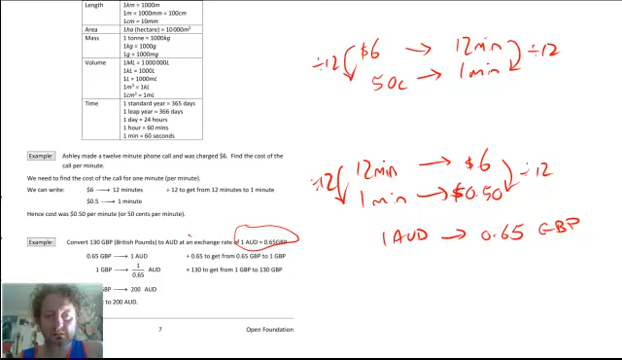 Length
1km = 1000m
1m = 1000mm = 100cm
1cm = 10mm
Area
1ha (hectare) = 10 000m²
Mass
1 tonne = 1000kg
1kg = 1000g
1g = 1000mg
Volume
1ML = 1 000 000L
1kL = 1000L
1L = 1000mL
1m³ = 1kL
1cm³ = 1mL
Time
1 standard year = 365 days
1 leap year = 366 days
1 day = 24 hours
1 hour = 60 mins
1 min = 60 seconds
Example: Ashley made a twelve minute phone call and was charged $6. Find the cost of the
call per minute.
We need to find the cost of the call for one minute (per minute).
We can write: $6 → 12 minutes ÷ 12 to get from 12 minutes to 1 minute
$0.5 → 1 minute
Hence cost was $0.50 per minute (or 50 cents per minute).
Example: Convert 130 GBP (British Pounds) to AUD at an exchange rate of 1 AUD = 0.65GBP
0.65 GBP → 1 AUD ÷ 0.65 to get from 0.65 GBP to 1 GBP
1 GBP → 1/0.65 AUD × 130 to get from 1 GBP to 130 GBP
GBP → 200 AUD
to 200 AUD.
7 Open Foundation
÷12 $6 → 12min ÷12
50c → 1min
÷12 12min → $6 ÷12
1min → $0.50
1 AUD → 0.65 GBP